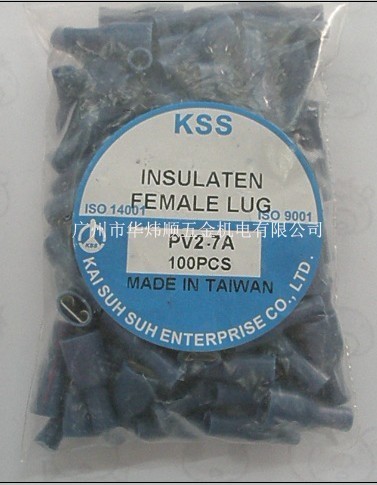 KSS
INSULATEN
FEMALE LUG
ISO 14001
ISO 9001
广州市华炜顺五金机电有限公司
PV2-7A
KSS
100PCS
MADE IN TAIWAN
KAI SUH SUH ENTERPRISE CO., LTD.